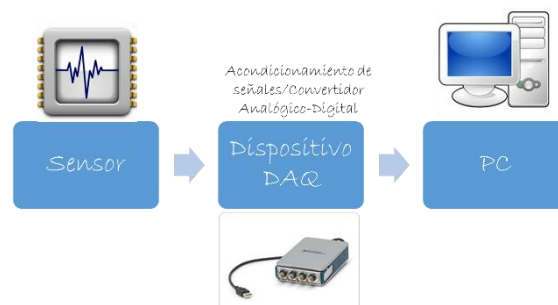 Acondicionamiento de
señales/Convertidor
Analógico-Digital
Sensor
Dispositivo
DAQ
PC